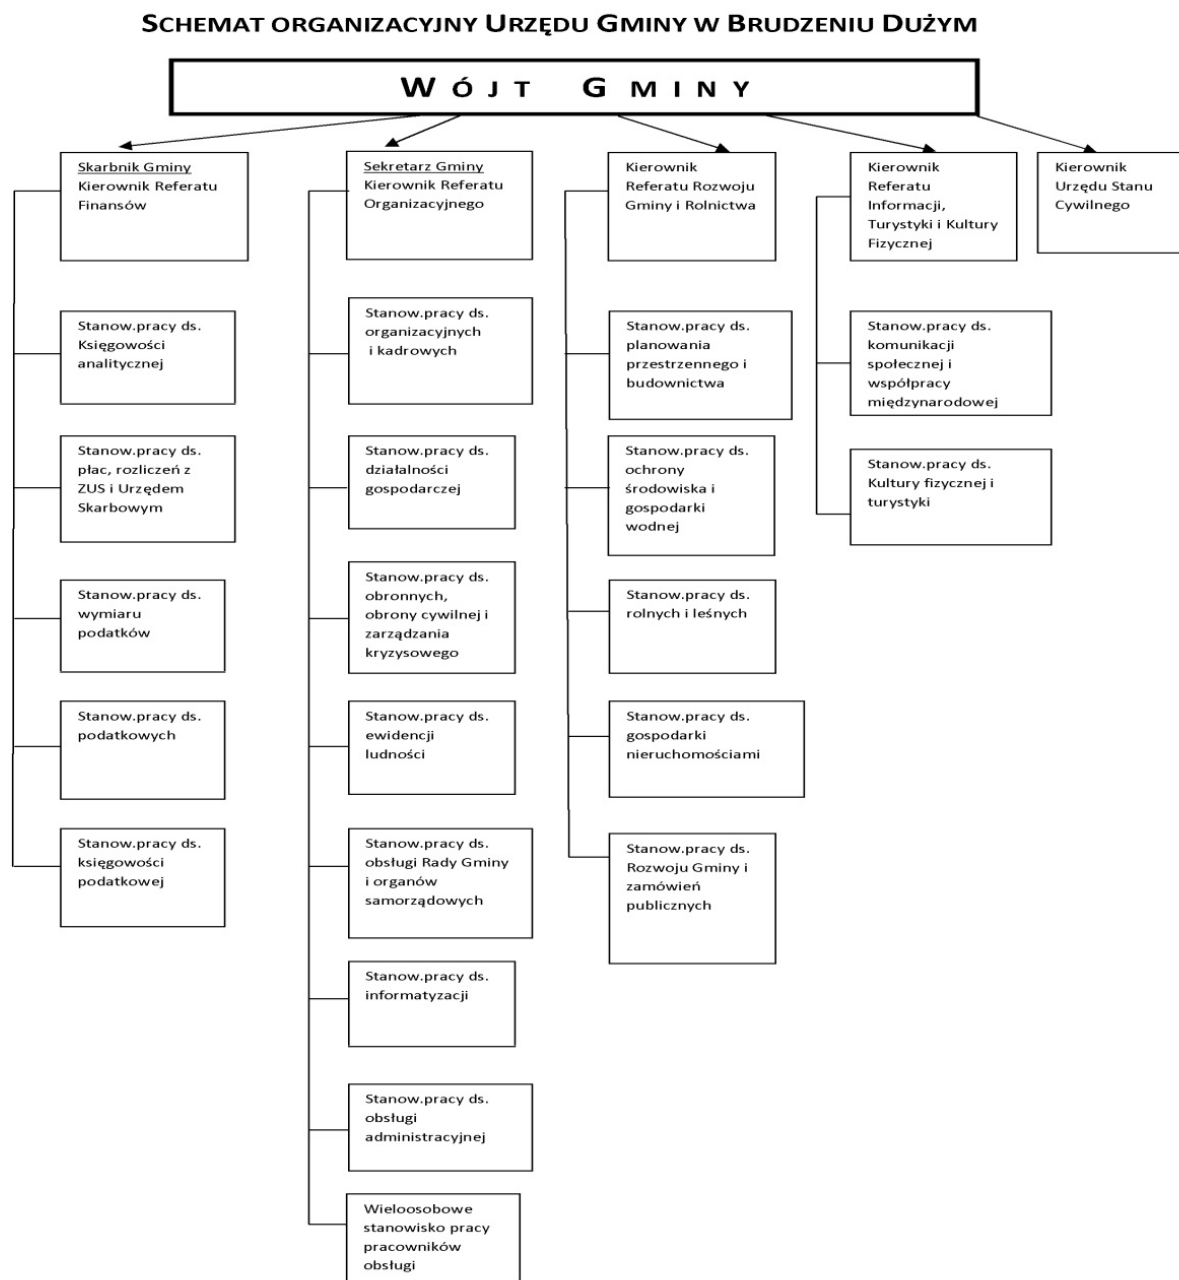 SCHEMAT ORGANIZACYJNY URZĘDU GMINY W BRUDZENIU DUŻYM
WÓJT GMINY
Skarbnik Gminy
Kierownik Referatu
Finansów
Stanow.pracy ds.
Księgowości
analitycznej
Stanow.pracy ds.
płac, rozliczeń z
ZUS i Urzędem
Skarbowym
Stanow.pracy ds.
wymiaru
podatków
Stanow.pracy ds.
podatkowych
Stanow.pracy ds.
księgowości
podatkowej
Sekretarz Gminy
Kierownik Referatu
Organizacyjnego
Stanow.pracy ds.
organizacyjnych
i kadrowych
Stanow.pracy ds.
działalności
gospodarczej
Stanow.pracy ds.
obronnych,
obrony cywilnej i
zarządzania
kryzysowego
Stanow.pracy ds.
ewidencji
ludności
Stanow.pracy ds.
obsługi Rady Gminy
i organów
samorządowych
Stanow.pracy ds.
informatyzacji
Stanow.pracy ds.
obsługi
administracyjnej
Wieloosobowe
stanowisko pracy
pracowników
obsługi
Kierownik
Referatu Rozwoju
Gminy i Rolnictwa
Stanow.pracy ds.
planowania
przestrzennego i
budownictwa
Stanow.pracy ds.
ochrony
środowiska i
gospodarki
wodnej
Stanow.pracy ds.
rolnych i leśnych
Stanow.pracy ds.
gospodarki
nieruchomościami
Stanow.pracy ds.
Rozwoju Gminy i
zamówień
publicznych
Kierownik
Referatu
Informacji,
Turystyki i Kultury
Fizycznej
Stanow.pracy ds.
komunikacji
społecznej i
współpracy
międzynarodowej
Stanow.pracy ds.
Kultury fizycznej i
turystyki
Kierownik
Urzędu Stanu
Cywilnego